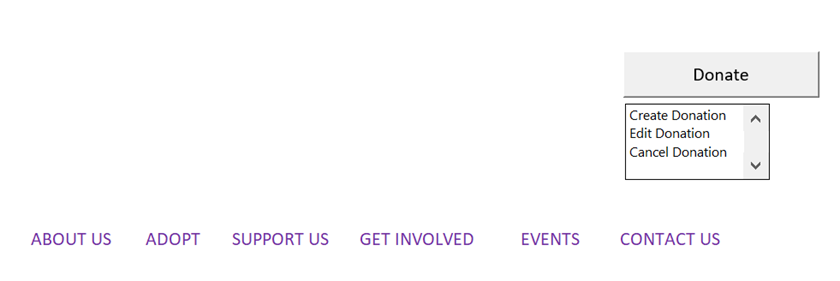 Donate
Create Donation
Edit Donation
Cancel Donation
ABOUT US ADOPT SUPPORT US GET INVOLVED EVENTS CONTACT US